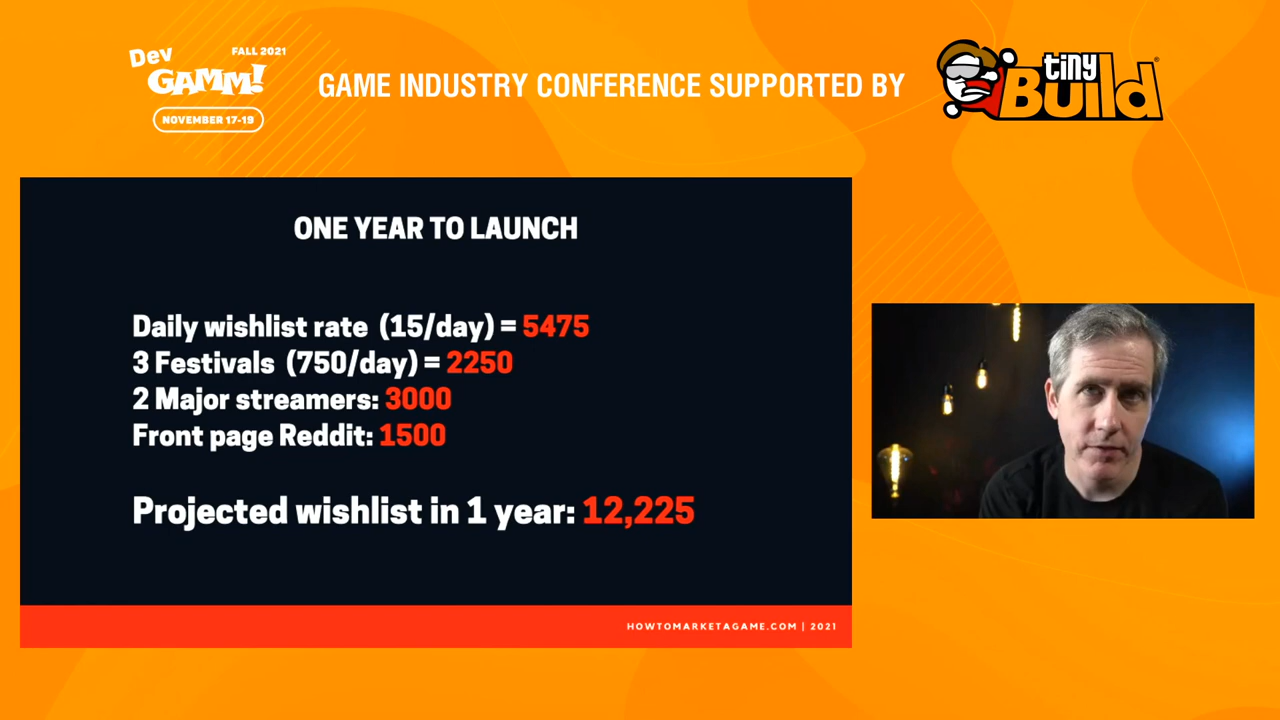 Dev
GAMM!
FALL 2021
NOVEMBER 17-19
GAME INDUSTRY CONFERENCE SUPPORTED BY
tiny
Build
ONE YEAR TO LAUNCH
Daily wishlist rate (15/day) = 5475
3 Festivals (750/day) = 2250
2 Major streamers: 3000
Front page Reddit: 1500
Projected wishlist in 1 year: 12,225
HOWTOMARKETAGAME.COM | 2021